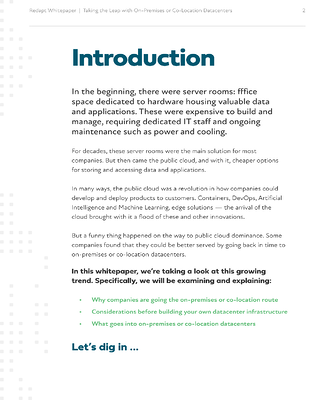 Redapt Whitepaper | Taking the Leap with On-Premises or Co-Location Datacenters 2
Introduction
In the beginning, there were server rooms: fffice
space dedicated to hardware housing valuable data
and applications. These were expensive to build and
manage, requiring dedicated IT staff and ongoing
maintenance such as power and cooling.
For decades, these server rooms were the main solution for most
companies. But then came the public cloud, and with it, cheaper options
for storing and accessing data and applications.
In many ways, the public cloud was a revolution in how companies could
develop and deploy products to customers. Containers, DevOps, Artificial
Intelligence and Machine Learning, edge solutions — the arrival of the
cloud brought with it a flood of these and other innovations.
But a funny thing happened on the way to public cloud dominance. Some
companies found that they could be better served by going back in time to
on-premises or co-location datacenters.
In this whitepaper, we're taking a look at this growing
trend. Specifically, we will be examining and explaining:
• Why companies are going the on-premises or co-location route
• Considerations before building your own datacenter infrastructure
• What goes into on-premises or co-location datacenters
Let's dig in ...